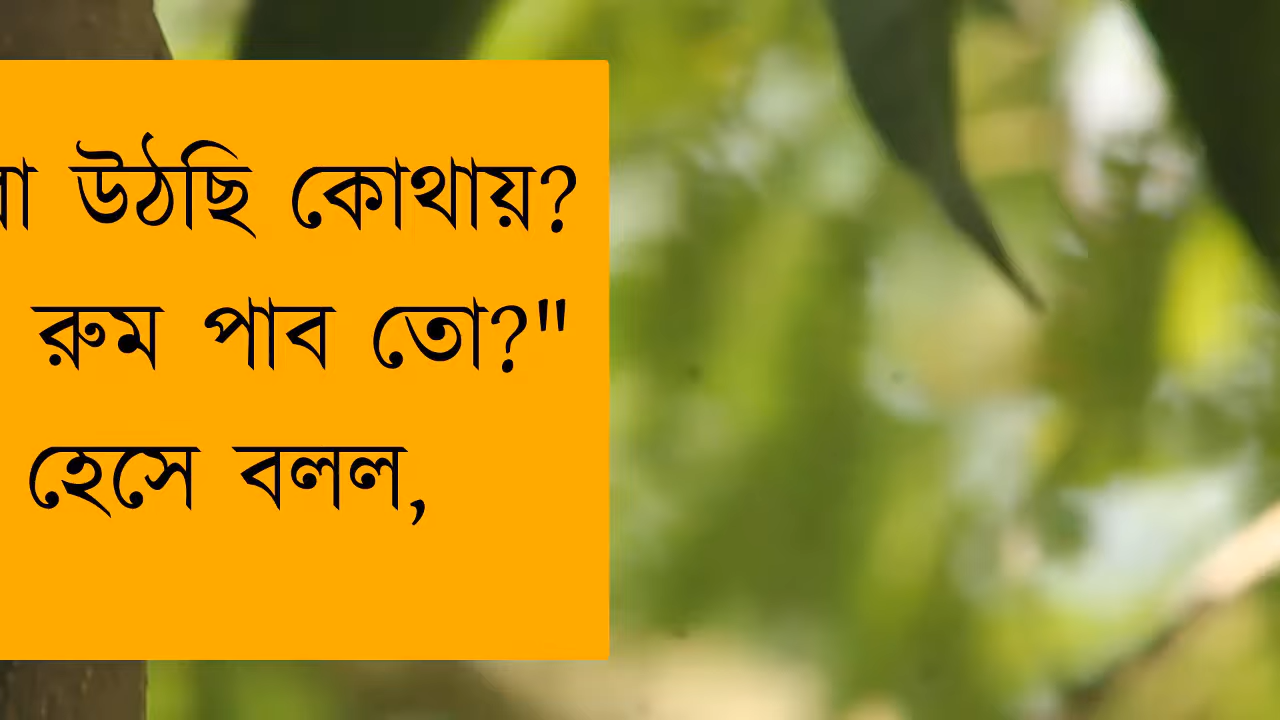 উঠছি কোথায়?
রুম পাব তো?"
হেসে বলল,